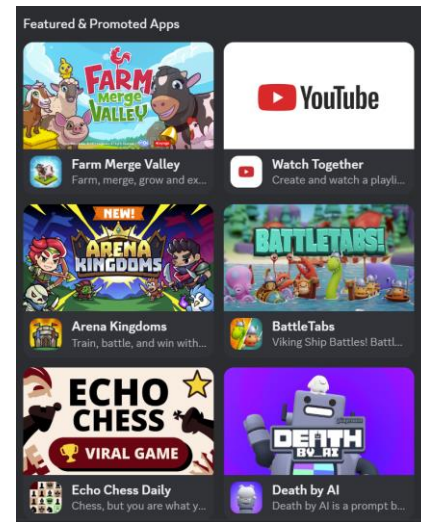 Featured & Promoted Apps
FARM
Merge
VALLEY
YouTube
Farm Merge Valley
Farm, merge, grow and ex...
Watch Together
Create and watch a playli...
NEW!
ARENA
KINGDOMS
BATTLETABS!
Arena Kingdoms
Train, battle, and win with...
BattleTabs
Viking Ship Battles! Battl...
ECHO
CHESS
VIRAL GAME
DEATH
BY AI
Echo Chess Daily
Chess, but you are what y...
Death by AI
Death by AI is a prompt b...